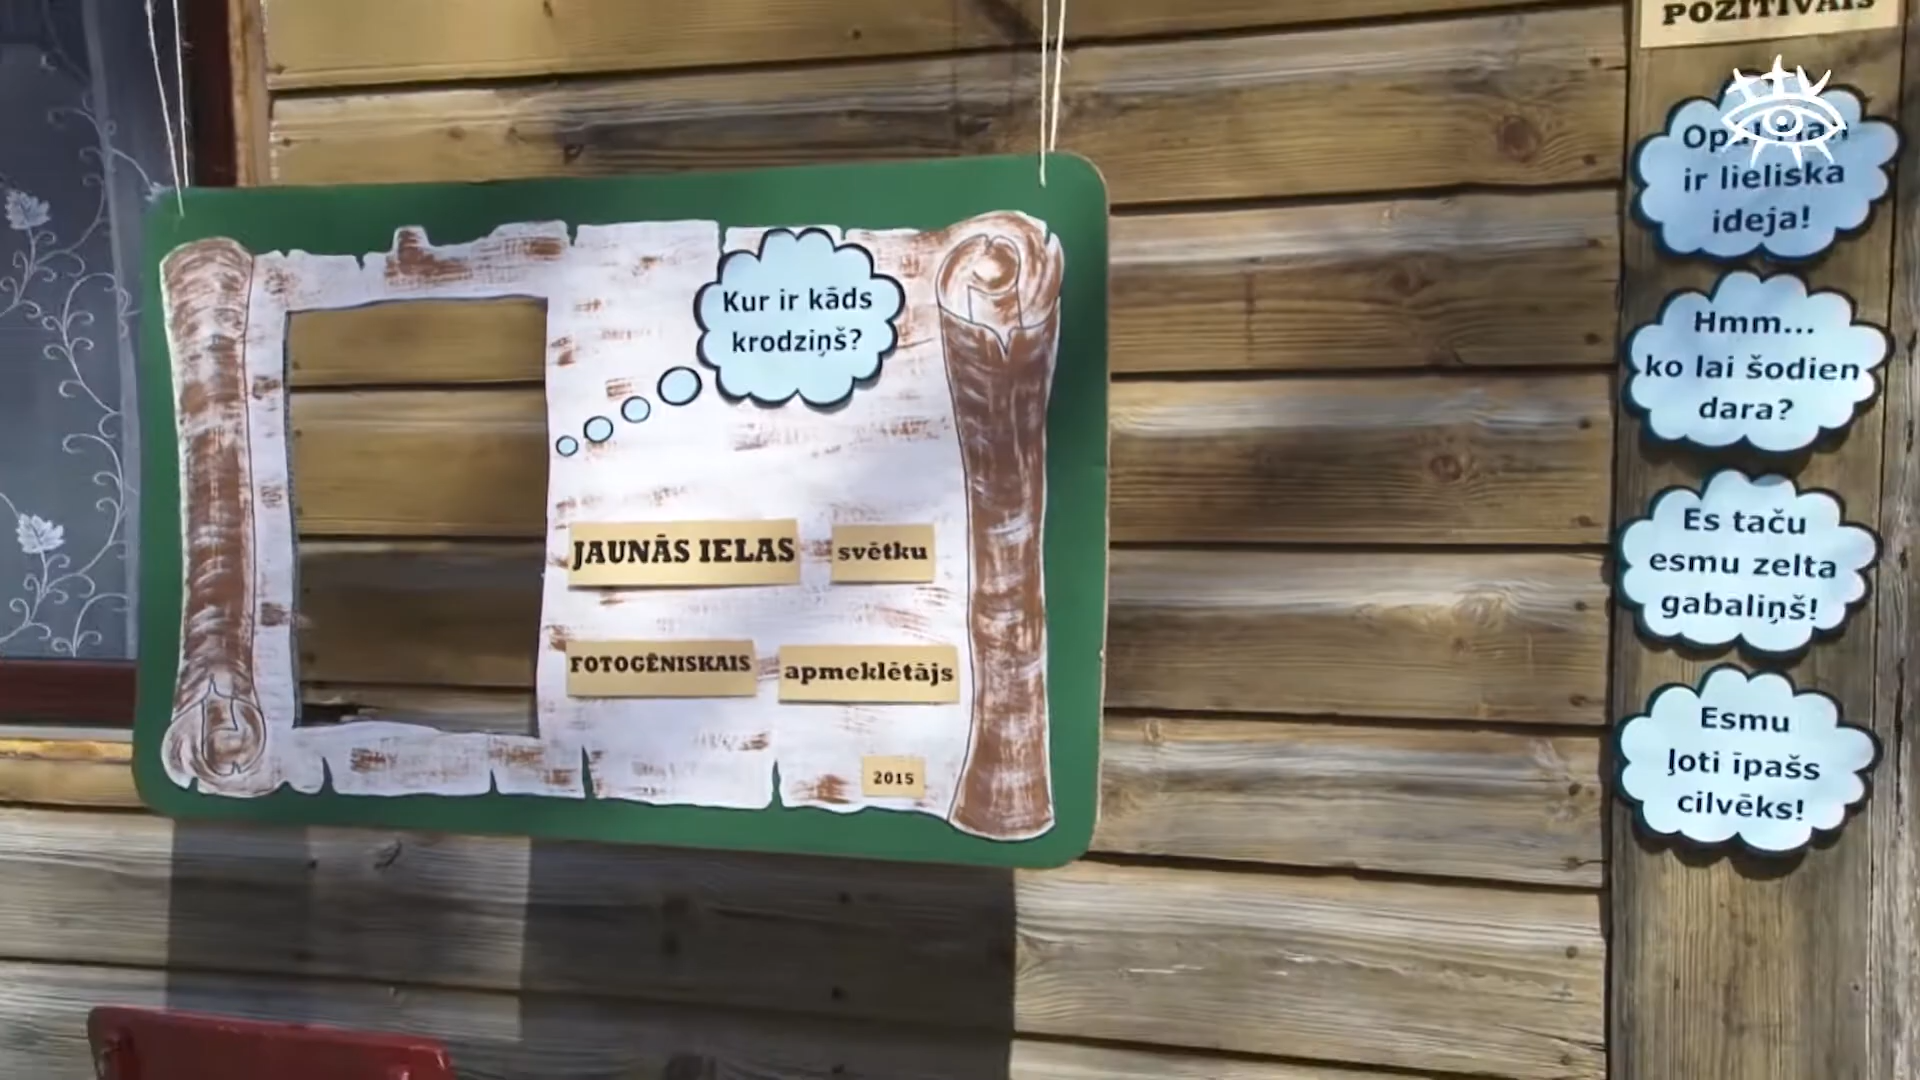 Kur ir kāds
krodziņš?
JAUNĀS IELAS svētku
FOTOGĒNISKAIS apmeklētājs
2015
POZITĪVAIS
ir lieliska
ideja!
Hmm...
ko lai šodien
dara?
Es taču
esmu zelta
gabaliņš!
Esmu
ļoti īpašs
cilvēks!